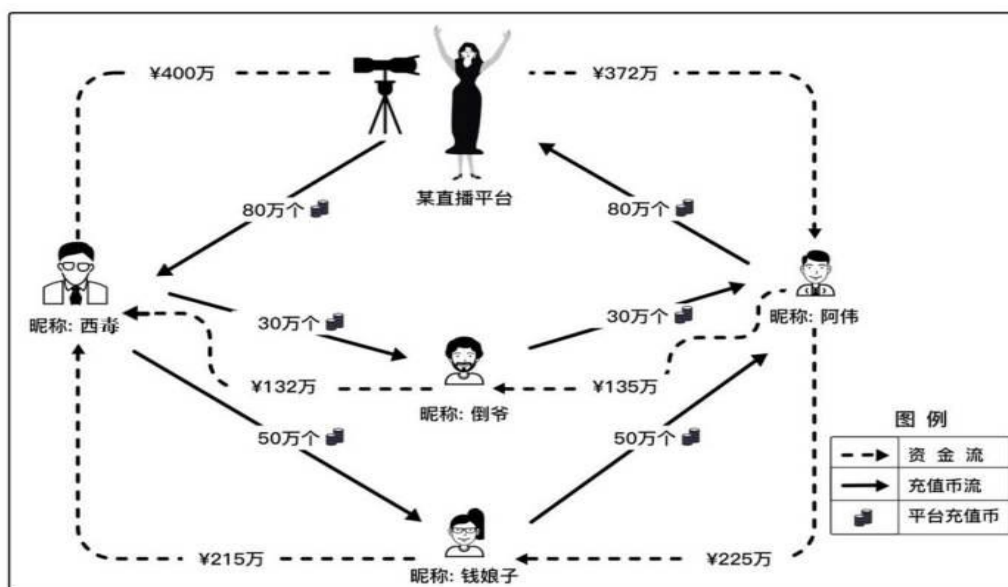 ¥400万
¥372万
某直播平台
80万个
80万个
昵称: 西毒
昵称: 阿伟
30万个
30万个
¥132万
¥135万
昵称: 倒爷
50万个
50万个
图 例
资 金 流
充值币流
平台充值币
¥215万
¥225万
昵称: 钱娘子